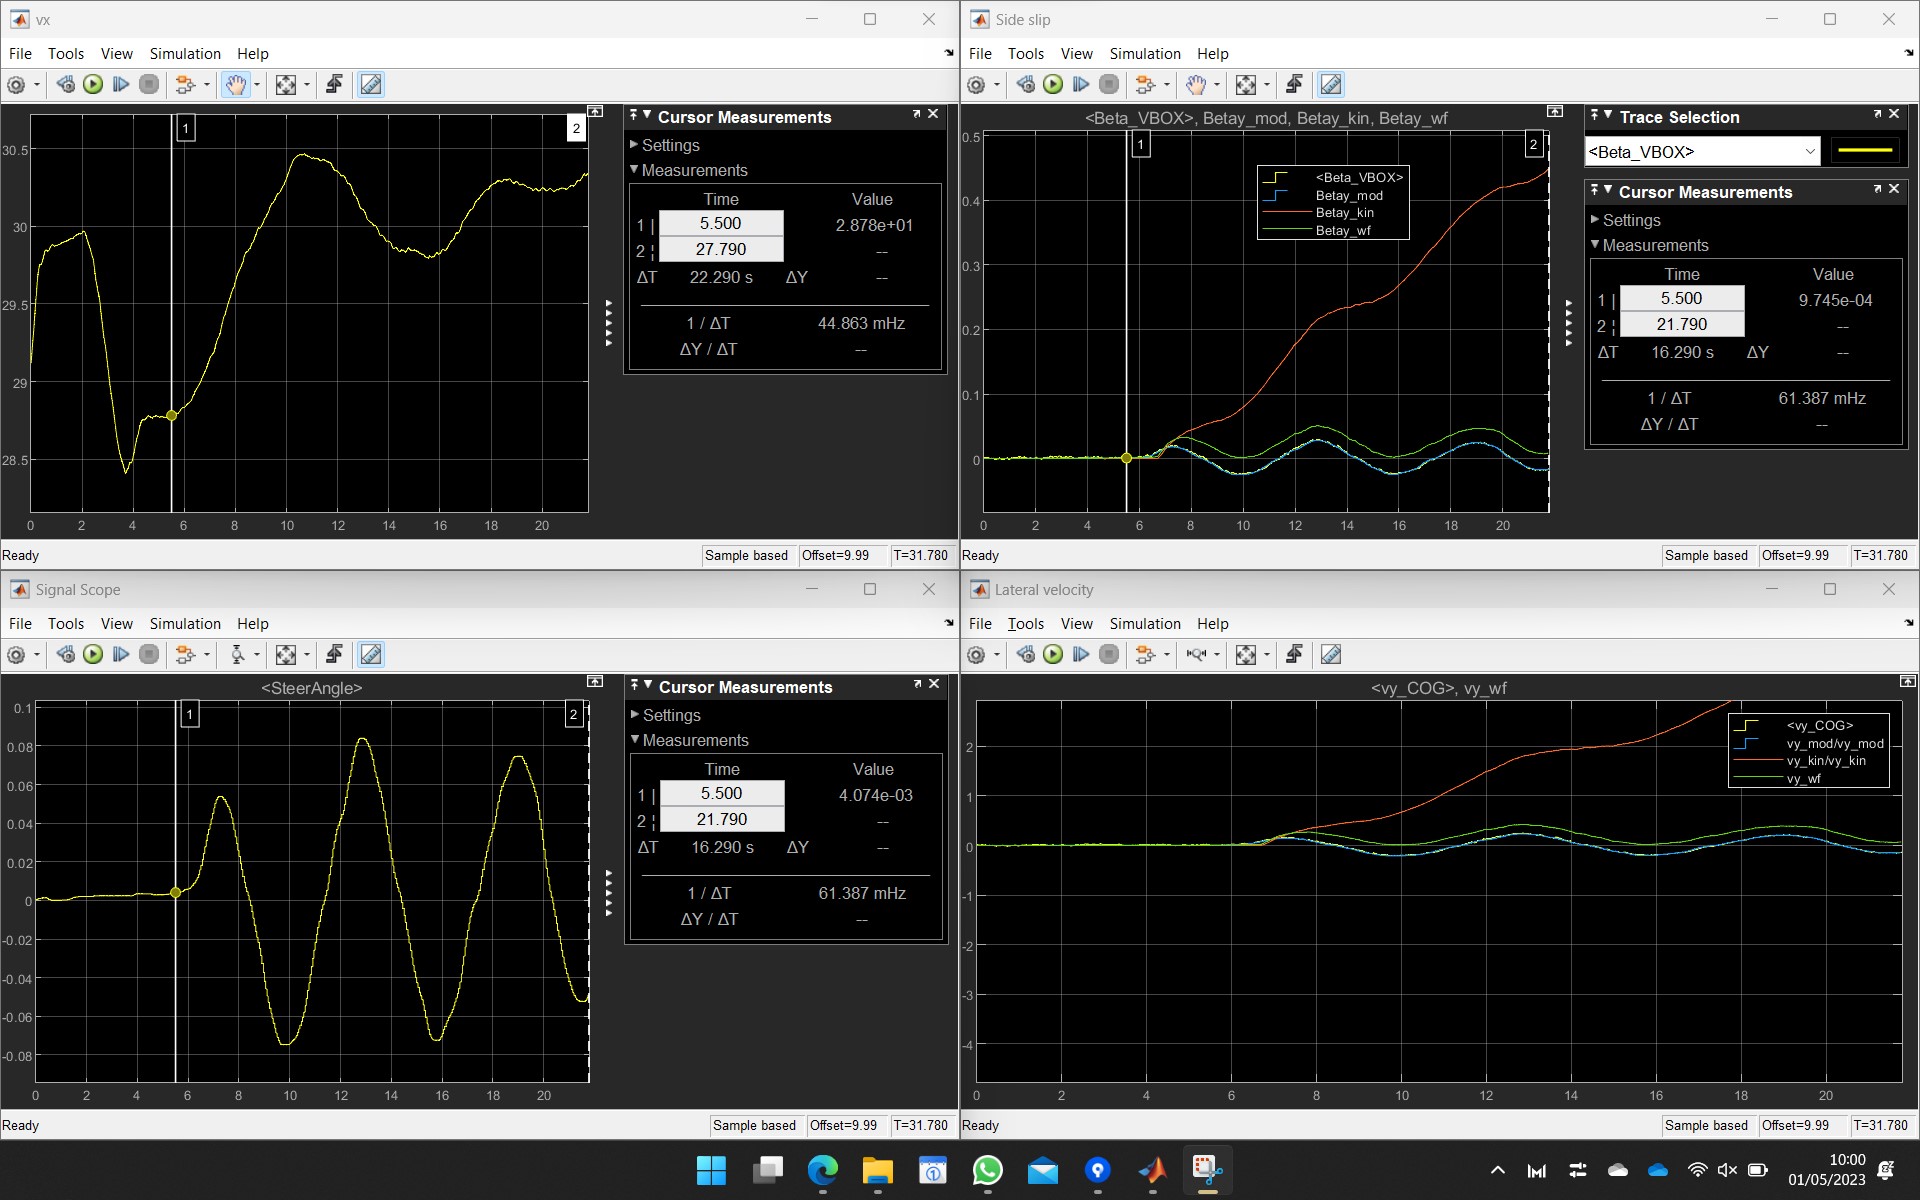 vx
File Tools View Simulation Help
1
2
30.5
30
29.5
29
28.5
0 2 4 6 8 10 12 14 16 18 20
Cursor Measurements
Settings
Measurements
Time Value
1 | 5.500 2.878e+01
2 ¦ 27.790 --
ΔT 22.290 s ΔY --
1 / ΔT 44.863 mHz
ΔY / ΔT --
Ready
Sample based Offset=9.99 T=31.780
Side slip
File Tools View Simulation Help
<Beta_VBOX>, Betay_mod, Betay_kin, Betay_wf
1
2
<Beta_VBOX>
Betay_mod
Betay_kin
Betay_wf
0.5
0.4
0.3
0.2
0.1
0
0 2 4 6 8 10 12 14 16 18 20
Trace Selection
<Beta_VBOX>
Cursor Measurements
Settings
Measurements
Time Value
1 | 5.500 9.745e-04
2 ¦ 21.790 --
ΔT 16.290 s ΔY --
1 / ΔT 61.387 mHz
ΔY / ΔT --
Ready
Sample based Offset=9.99 T=31.780
Signal Scope
File Tools View Simulation Help
<SteerAngle>
1
2
0.1
0.08
0.06
0.04
0.02
0
-0.02
-0.04
-0.06
-0.08
0 2 4 6 8 10 12 14 16 18 20
Cursor Measurements
Settings
Measurements
Time Value
1 | 5.500 4.074e-03
2 ¦ 21.790 --
ΔT 16.290 s ΔY --
1 / ΔT 61.387 mHz
ΔY / ΔT --
Ready
Sample based Offset=9.99 T=31.780
Lateral velocity
File Tools View Simulation Help
<vy_COG>, vy_wf
<vy_COG>
vy_mod/vy_mod
vy_kin/vy_kin
vy_wf
2
1
0
-1
-2
-3
-4
0 2 4 6 8 10 12 14 16 18 20
Ready
Sample based Offset=9.99 T=31.780
10:00
01/05/2023